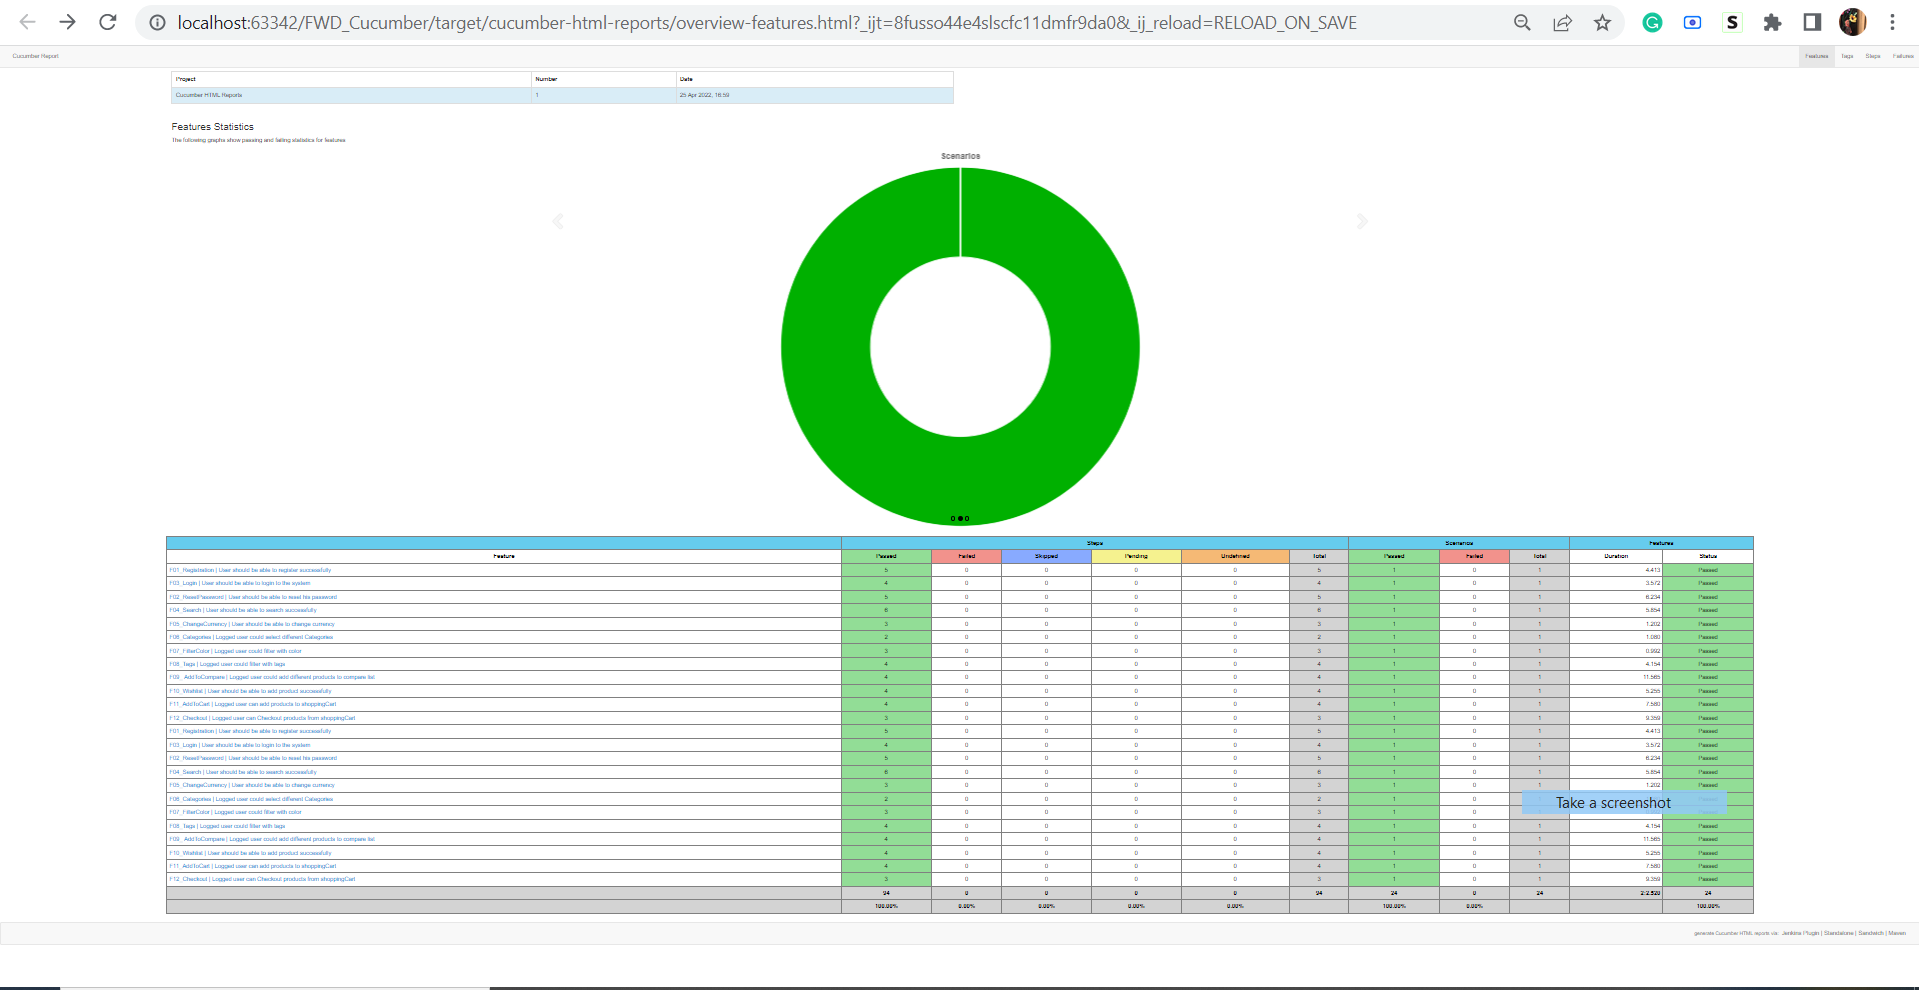 localhost:63342/FWD_Cucumber/target/cucumber-html-reports/overview-features.html?_ijt=8fusso44e4slscfc11dmfr9da0&_ij_reload=RELOAD_ON_SAVE
Cucumber Report Features Tags Steps Failures
Project Number Date
Cucumber HTML Reports 1 25 Apr 2022, 16:59
Features Statistics
The following graphs show passing and failing statistics for features
Scenarios
Steps Scenarios Features
Feature Passed Failed Skipped Pending Undefined Total Passed Failed Total Duration Status
F01_Registration | User should be able to register successfully 5 0 0 0 0 5 1 0 1 4.413 Passed
F03_Login | User should be able to login to the system 4 0 0 0 0 4 1 0 1 3.572 Passed
F02_ResetPassword | User should be able to reset his password 5 0 0 0 0 5 1 0 1 6.234 Passed
F04_Search | User should be able to search successfully 6 0 0 0 0 6 1 0 1 5.854 Passed
F05_ChangeCurrency | User should be able to change currency 3 0 0 0 0 3 1 0 1 1.202 Passed
F06_Categories | Logged user could select different Categories 2 0 0 0 0 2 1 0 1 1.080 Passed
F07_FilterColor | Logged user could filter with color 3 0 0 0 0 3 1 0 1 0.992 Passed
F08_Tags | Logged user could filter with tags 4 0 0 0 0 4 1 0 1 4.154 Passed
F09_ AddToCompare | Logged user could add different products to compare list 4 0 0 0 0 4 1 0 1 11.565 Passed
F10_Wishlist | User should be able to add product successfully 4 0 0 0 0 4 1 0 1 5.255 Passed
F11_AddToCart | Logged user can add products to shoppingCart 4 0 0 0 0 4 1 0 1 7.580 Passed
F12_Checkout | Logged user can Checkout products from shoppingCart 3 0 0 0 0 3 1 0 1 9.359 Passed
F01_Registration | User should be able to register successfully 5 0 0 0 0 5 1 0 1 4.413 Passed
F03_Login | User should be able to login to the system 4 0 0 0 0 4 1 0 1 3.572 Passed
F02_ResetPassword | User should be able to reset his password 5 0 0 0 0 5 1 0 1 6.234 Passed
F04_Search | User should be able to search successfully 6 0 0 0 0 6 1 0 1 5.854 Passed
F05_ChangeCurrency | User should be able to change currency 3 0 0 0 0 3 1 0 1 1.202 Passed
F06_Categories | Logged user could select different Categories 2 0 0 0 0 2 1 0 1 Passed
Take a screenshot
F07_FilterColor | Logged user could filter with color 3 0 0 0 0 3 1 0 1 Passed
F08_Tags | Logged user could filter with tags 4 0 0 0 0 4 1 0 1 4.154 Passed
F09_ AddToCompare | Logged user could add different products to compare list 4 0 0 0 0 4 1 0 1 11.565 Passed
F10_Wishlist | User should be able to add product successfully 4 0 0 0 0 4 1 0 1 5.255 Passed
F11_AddToCart | Logged user can add products to shoppingCart 4 0 0 0 0 4 1 0 1 7.580 Passed
F12_Checkout | Logged user can Checkout products from shoppingCart 3 0 0 0 0 3 1 0 1 9.359 Passed
94 0 0 0 0 94 24 0 24 2:2.520 24
100.00% 0.00% 0.00% 0.00% 0.00% 100.00% 0.00% 100.00%
generate Cucumber HTML reports via: Jenkins Plugin | Standalone | Sandwich | Maven